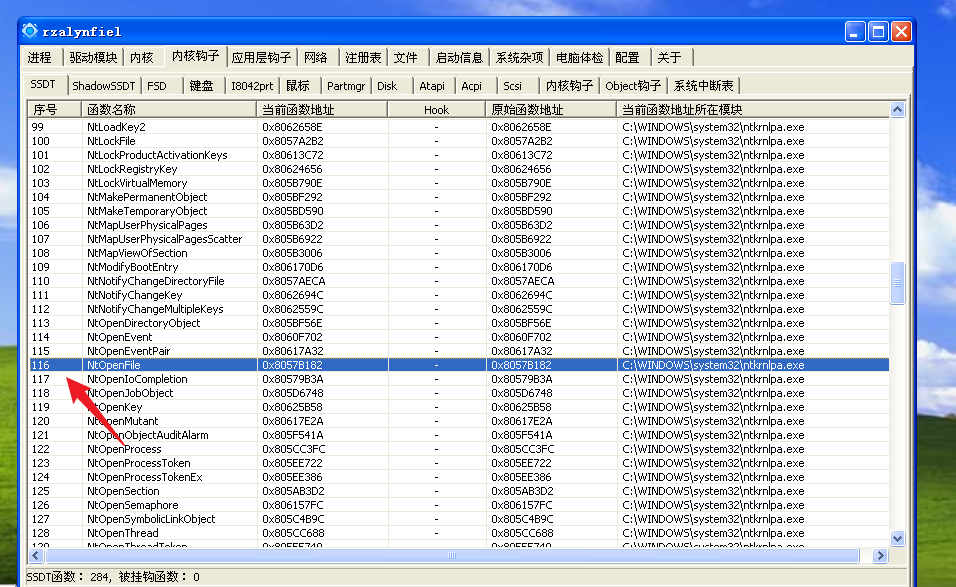 rzalynfiel
进程 驱动模块 内核 内核钩子 应用层钩子 网络 注册表 文件 启动信息 系统杂项 电脑体检 配置 关于
SSDT ShadowSSDT FSD 键盘 I8042prt 鼠标 Partmgr Disk Atapi Acpi Scsi 内核钩子 Object钩子 系统中断表
序号 函数名称 当前函数地址 Hook 原始函数地址 当前函数地址所在模块
99 NtLoadKey2 0x8062658E - 0x8062658E C:\WINDOWS\system32\ntkrnlpa.exe
100 NtLockFile 0x8057A2B2 - 0x8057A2B2 C:\WINDOWS\system32\ntkrnlpa.exe
101 NtLockProductActivationKeys 0x80613C72 - 0x80613C72 C:\WINDOWS\system32\ntkrnlpa.exe
102 NtLockRegistryKey 0x80624656 - 0x80624656 C:\WINDOWS\system32\ntkrnlpa.exe
103 NtLockVirtualMemory 0x805B790E - 0x805B790E C:\WINDOWS\system32\ntkrnlpa.exe
104 NtMakePermanentObject 0x805BF292 - 0x805BF292 C:\WINDOWS\system32\ntkrnlpa.exe
105 NtMakeTemporaryObject 0x805BD590 - 0x805BD590 C:\WINDOWS\system32\ntkrnlpa.exe
106 NtMapUserPhysicalPages 0x805B63D2 - 0x805B63D2 C:\WINDOWS\system32\ntkrnlpa.exe
107 NtMapUserPhysicalPagesScatter 0x805B6922 - 0x805B6922 C:\WINDOWS\system32\ntkrnlpa.exe
108 NtMapViewOfSection 0x805B3006 - 0x805B3006 C:\WINDOWS\system32\ntkrnlpa.exe
109 NtModifyBootEntry 0x806170D6 - 0x806170D6 C:\WINDOWS\system32\ntkrnlpa.exe
110 NtNotifyChangeDirectoryFile 0x8057AECA - 0x8057AECA C:\WINDOWS\system32\ntkrnlpa.exe
111 NtNotifyChangeKey 0x8062694C - 0x8062694C C:\WINDOWS\system32\ntkrnlpa.exe
112 NtNotifyChangeMultipleKeys 0x8062559C - 0x8062559C C:\WINDOWS\system32\ntkrnlpa.exe
113 NtOpenDirectoryObject 0x805BF56E - 0x805BF56E C:\WINDOWS\system32\ntkrnlpa.exe
114 NtOpenEvent 0x8060F702 - 0x8060F702 C:\WINDOWS\system32\ntkrnlpa.exe
115 NtOpenEventPair 0x80617A32 - 0x80617A32 C:\WINDOWS\system32\ntkrnlpa.exe
116 NtOpenFile 0x8057B182 - 0x8057B182 C:\WINDOWS\system32\ntkrnlpa.exe
117 NtOpenIoCompletion 0x80579B3A - 0x80579B3A C:\WINDOWS\system32\ntkrnlpa.exe
118 NtOpenJobObject 0x805D6748 - 0x805D6748 C:\WINDOWS\system32\ntkrnlpa.exe
119 NtOpenKey 0x80625B58 - 0x80625B58 C:\WINDOWS\system32\ntkrnlpa.exe
120 NtOpenMutant 0x80617E2A - 0x80617E2A C:\WINDOWS\system32\ntkrnlpa.exe
121 NtOpenObjectAuditAlarm 0x805F541A - 0x805F541A C:\WINDOWS\system32\ntkrnlpa.exe
122 NtOpenProcess 0x805CC3FC - 0x805CC3FC C:\WINDOWS\system32\ntkrnlpa.exe
123 NtOpenProcessToken 0x805EE722 - 0x805EE722 C:\WINDOWS\system32\ntkrnlpa.exe
124 NtOpenProcessTokenEx 0x805EE386 - 0x805EE386 C:\WINDOWS\system32\ntkrnlpa.exe
125 NtOpenSection 0x805AB3D2 - 0x805AB3D2 C:\WINDOWS\system32\ntkrnlpa.exe
126 NtOpenSemaphore 0x806157FC - 0x806157FC C:\WINDOWS\system32\ntkrnlpa.exe
127 NtOpenSymbolicLinkObject 0x805C4B9C - 0x805C4B9C C:\WINDOWS\system32\ntkrnlpa.exe
128 NtOpenThread 0x805CC688 - 0x805CC688 C:\WINDOWS\system32\ntkrnlpa.exe
129 NtOpenThreadToken 0x805EE740 - 0x805EE740 C:\WINDOWS\system32\ntkrnlpa.exe
SSDT函数: 284, 被挂钩函数: 0